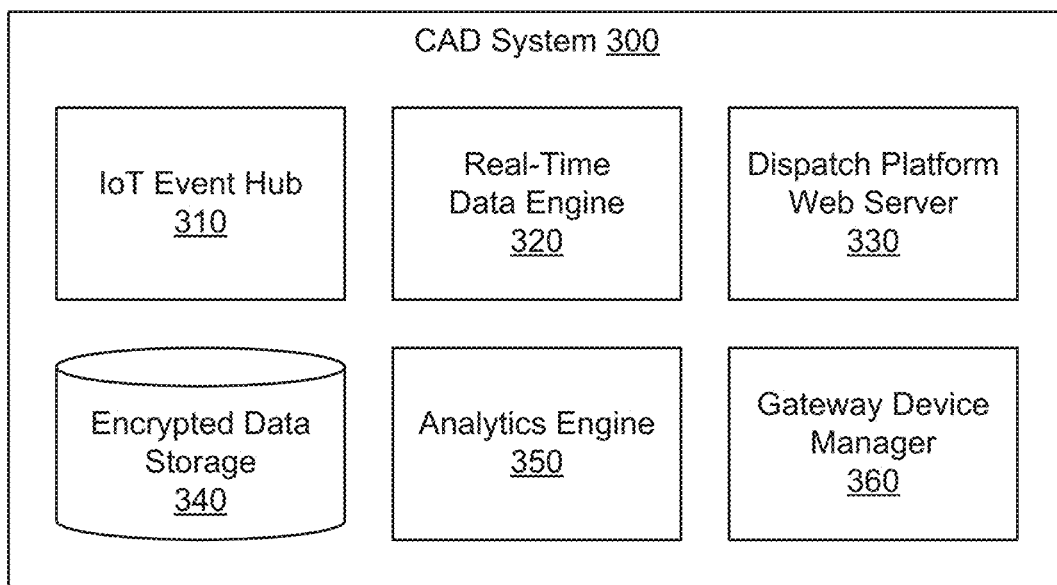 CAD System 300
IoT Event Hub
310
Real-Time
Data Engine
320
Dispatch Platform
Web Server
330
Encrypted Data
Storage
340
Analytics Engine
350
Gateway Device
Manager
360